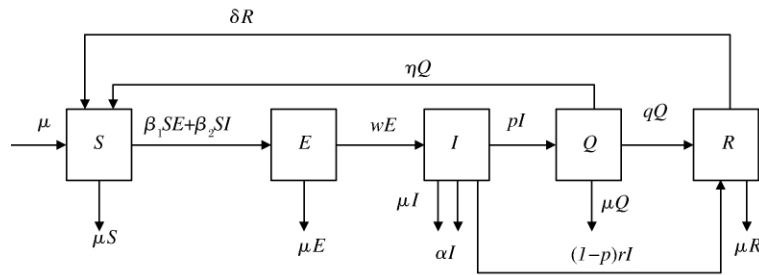 δR
ηQ
μ S β₁SE+β₂SI E wE I pI Q qQ R
μS μE μI αI μQ (1-p)rI μR